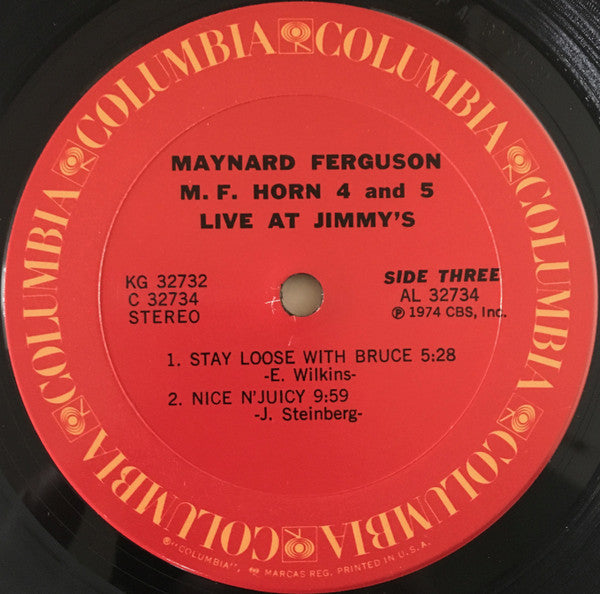 COLUMBIA COLUMBIA COLUMBIA COLUMBIA COLUMBIA COLUMBIA
MAYNARD FERGUSON
M. F. HORN 4 and 5
LIVE AT JIMMY'S
KG 32732
C 32734
STEREO
SIDE THREE
AL 32734
℗ 1974 CBS, Inc.
1. STAY LOOSE WITH BRUCE 5:28
-E. Wilkins-
2. NICE N'JUICY 9:59
-J. Steinberg-
®"COLUMBIA", MARCAS REG. PRINTED IN U.S.A.